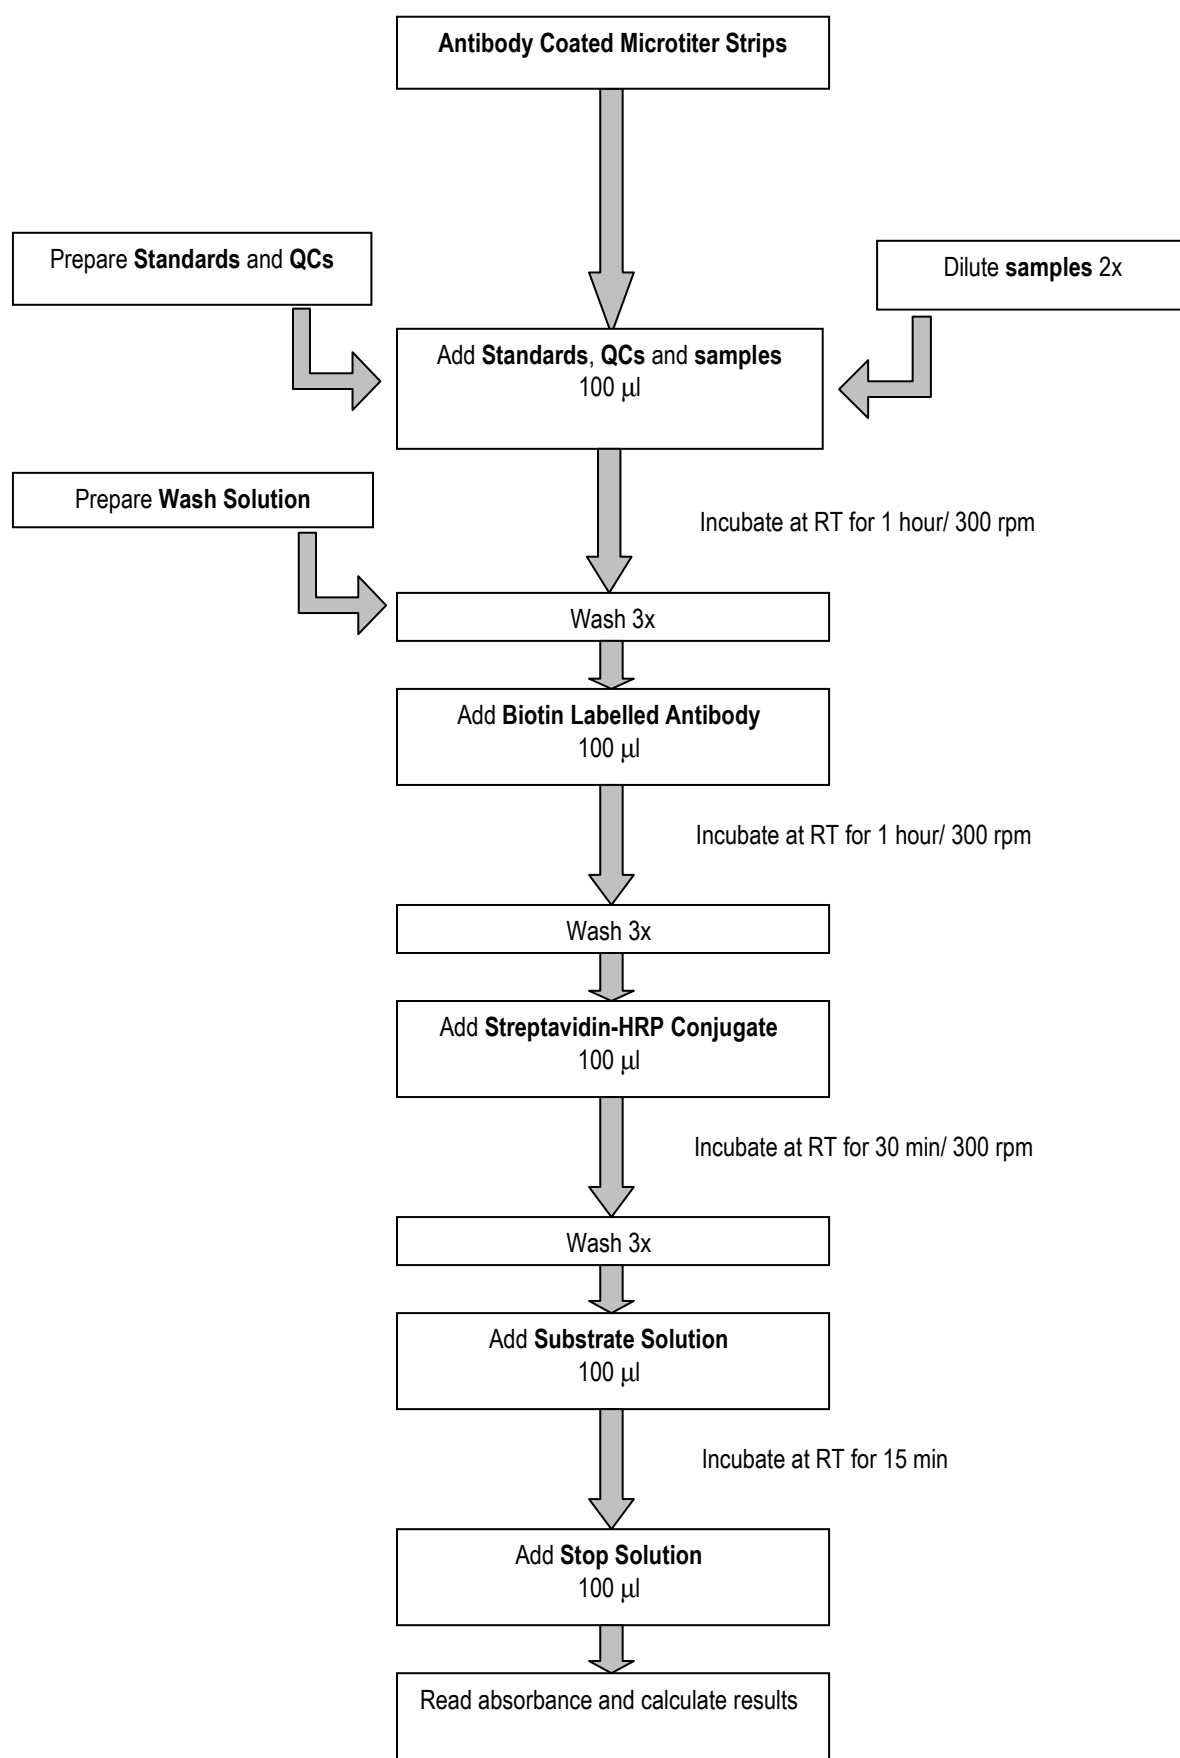 Antibody Coated Microtiter Strips
Prepare Standards and QCs
Dilute samples 2x
Add Standards, QCs and samples
100 µl
Prepare Wash Solution
Incubate at RT for 1 hour/ 300 rpm
Wash 3x
Add Biotin Labelled Antibody
100 µl
Incubate at RT for 1 hour/ 300 rpm
Wash 3x
Add Streptavidin-HRP Conjugate
100 µl
Incubate at RT for 30 min/ 300 rpm
Wash 3x
Add Substrate Solution
100 µl
Incubate at RT for 15 min
Add Stop Solution
100 µl
Read absorbance and calculate results